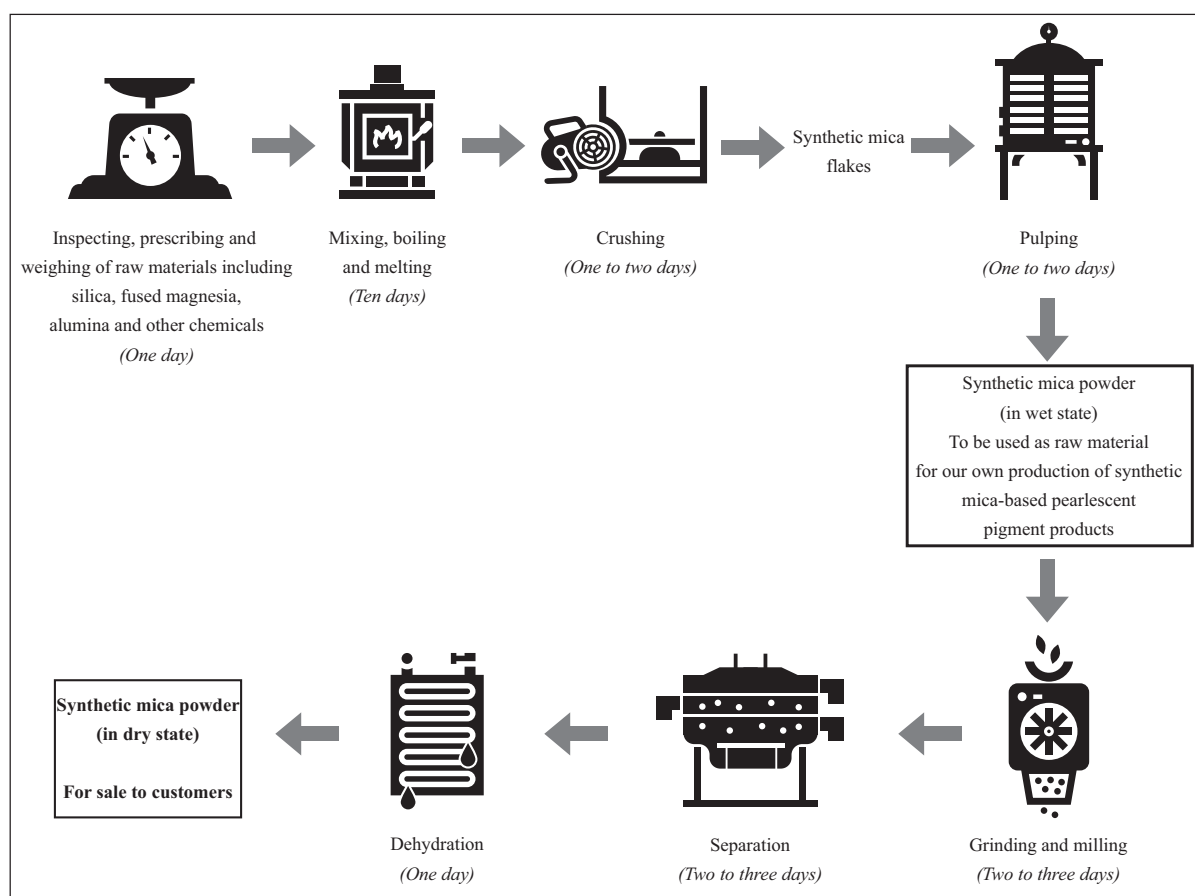 Inspecting, prescribing and
weighing of raw materials including
silica, fused magnesia,
alumina and other chemicals
(One day)
Mixing, boiling
and melting
(Ten days)
Crushing
(One to two days)
Synthetic mica
flakes
Pulping
(One to two days)
Synthetic mica powder
(in wet state)
To be used as raw material
for our own production of synthetic
mica-based pearlescent
pigment products
Grinding and milling
(Two to three days)
Separation
(Two to three days)
Dehydration
(One day)
Synthetic mica powder
(in dry state)
For sale to customers